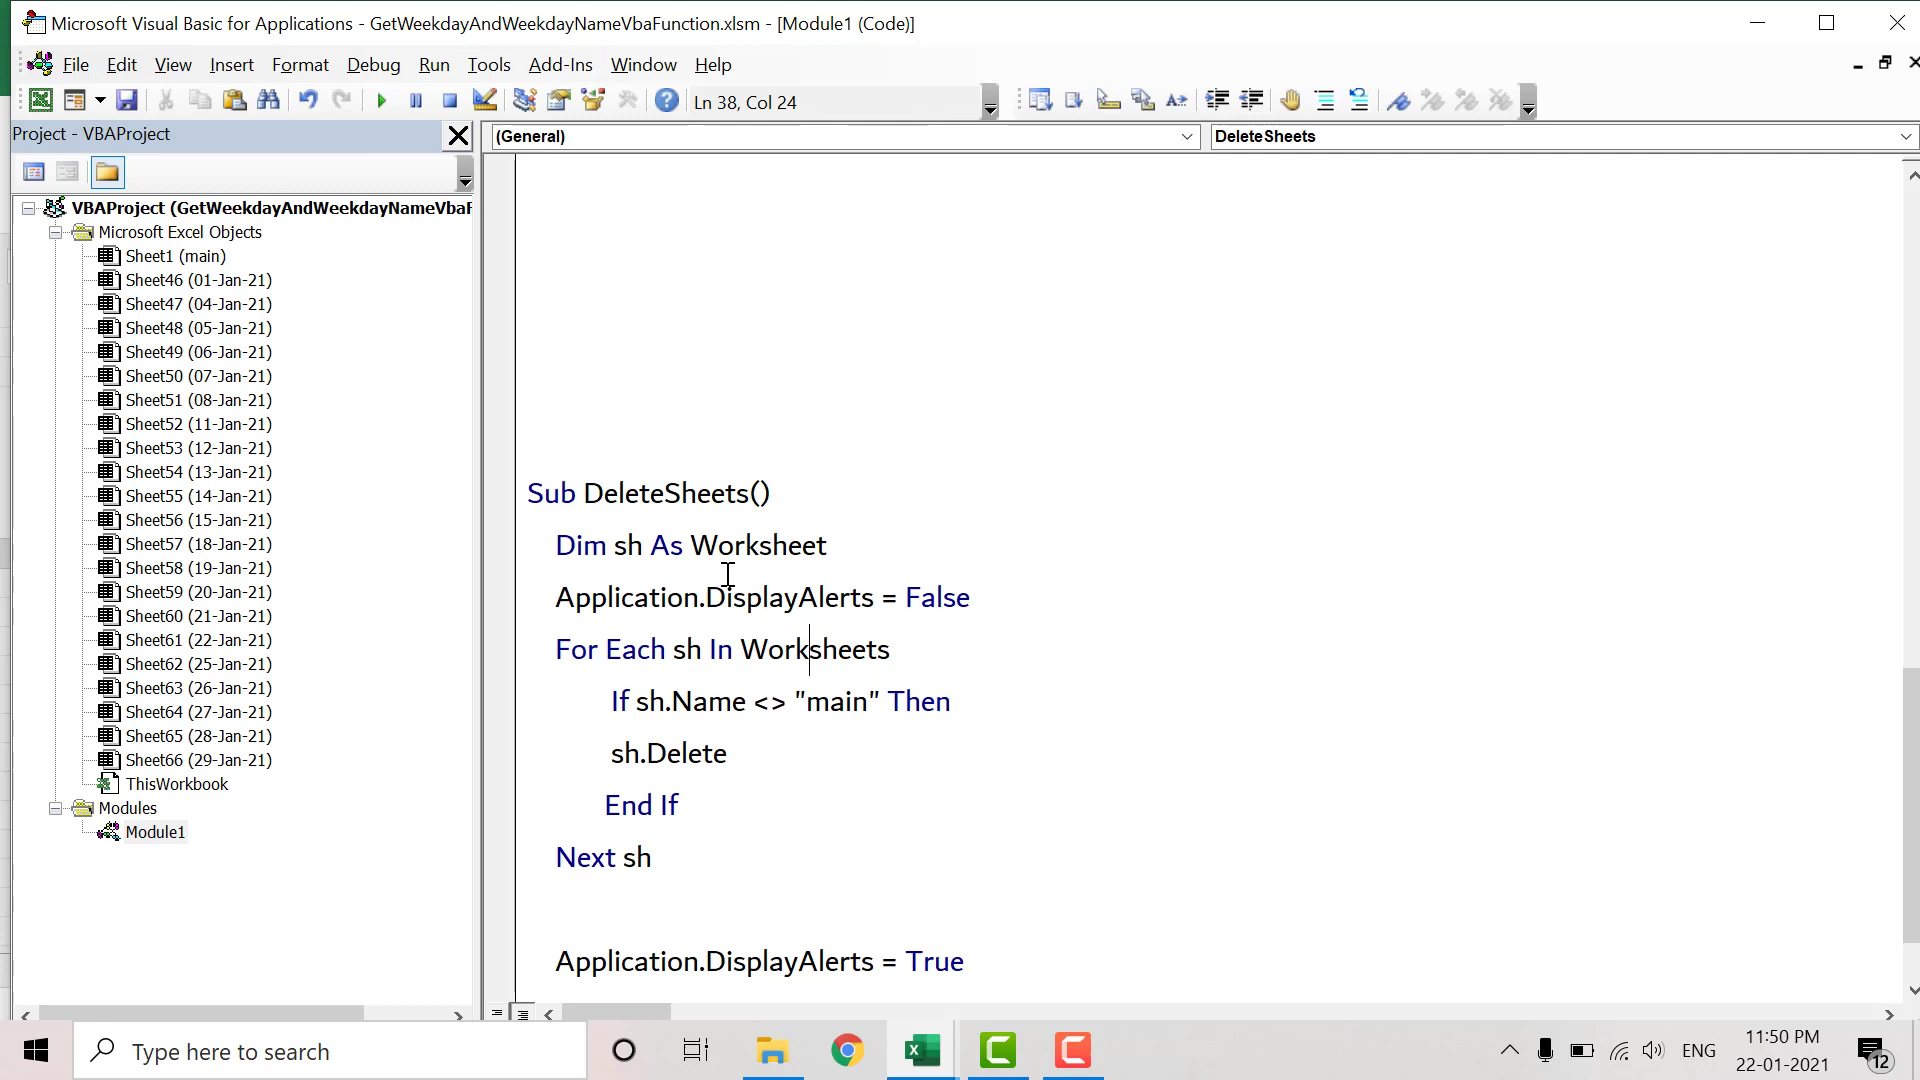 Microsoft Visual Basic for Applications - GetWeekdayAndWeekdayNameVbaFunction.xlsm - [Module1 (Code)]
File Edit View Insert Format Debug Run Tools Add-Ins Window Help
Ln 38, Col 24
Project - VBAProject
(General)
DeleteSheets
VBAProject (GetWeekdayAndWeekdayNameVbaF
Microsoft Excel Objects
Sheet1 (main)
Sheet46 (01-Jan-21)
Sheet47 (04-Jan-21)
Sheet48 (05-Jan-21)
Sheet49 (06-Jan-21)
Sheet50 (07-Jan-21)
Sheet51 (08-Jan-21)
Sheet52 (11-Jan-21)
Sheet53 (12-Jan-21)
Sheet54 (13-Jan-21)
Sheet55 (14-Jan-21)
Sheet56 (15-Jan-21)
Sheet57 (18-Jan-21)
Sheet58 (19-Jan-21)
Sheet59 (20-Jan-21)
Sheet60 (21-Jan-21)
Sheet61 (22-Jan-21)
Sheet62 (25-Jan-21)
Sheet63 (26-Jan-21)
Sheet64 (27-Jan-21)
Sheet65 (28-Jan-21)
Sheet66 (29-Jan-21)
ThisWorkbook
Modules
Module1
Sub DeleteSheets()
Dim sh As Worksheet
Application.DisplayAlerts = False
For Each sh In Worksheets
If sh.Name <> "main" Then
sh.Delete
End If
Next sh
Application.DisplayAlerts = True
Type here to search
ENG
11:50 PM
22-01-2021
12